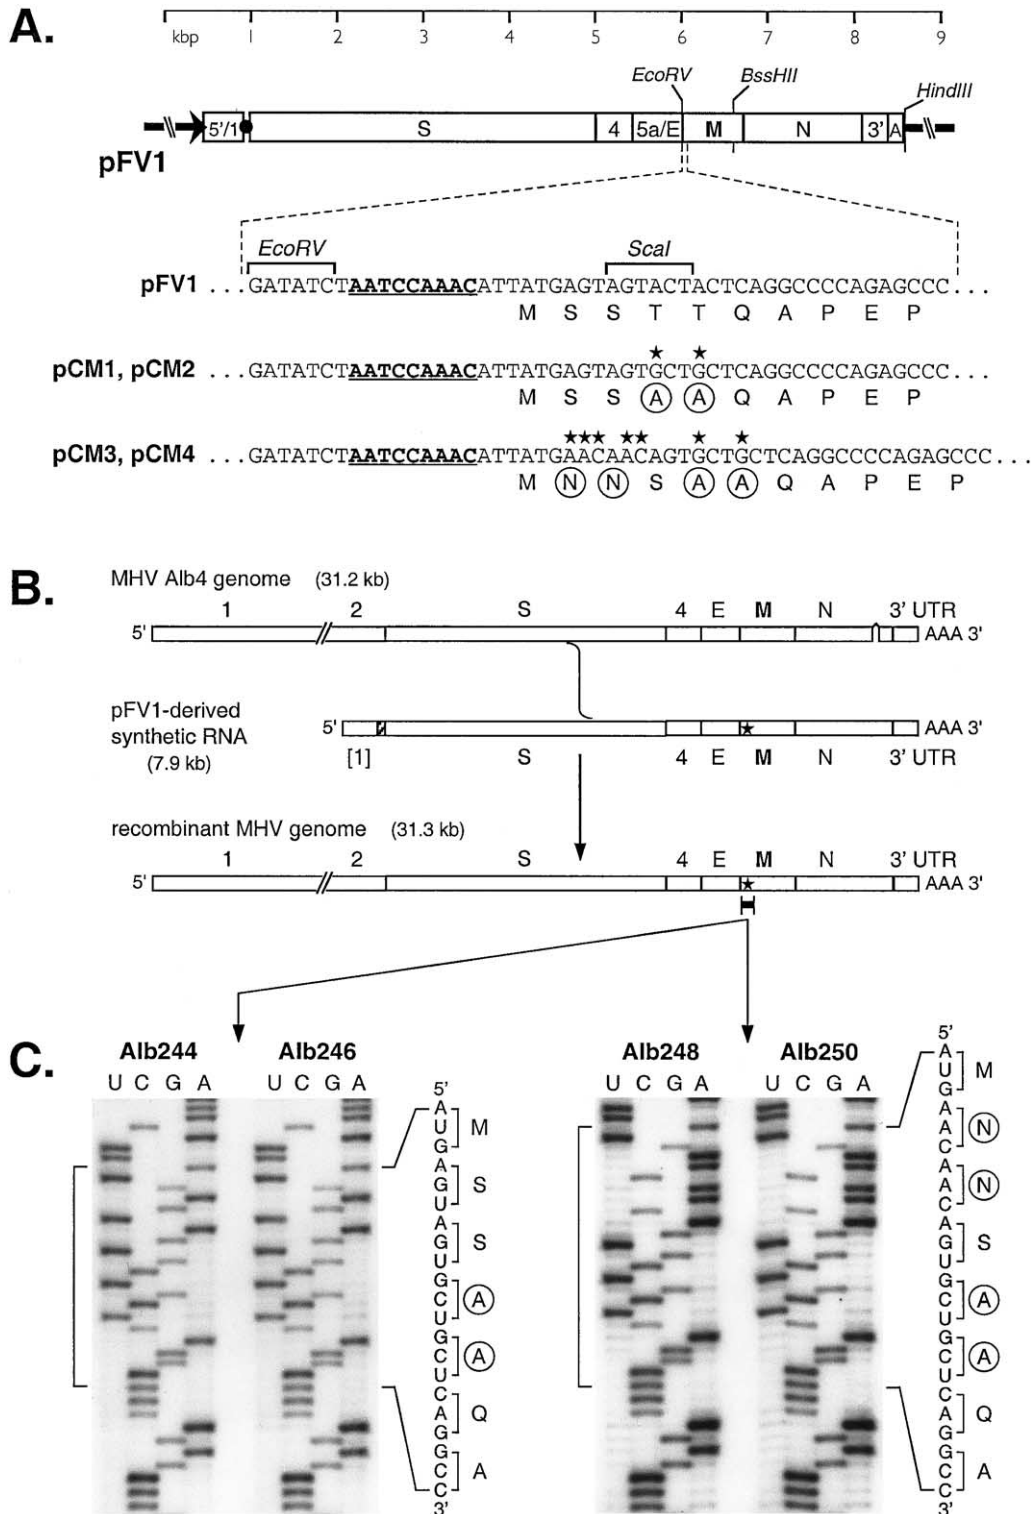 A.
kbp 1 2 3 4 5 6 7 8 9
EcoRV BssHII HindIII
5'/1 S 4 5a/E M N 3' A
pFV1
EcoRV ScaI
pFV1 ...GATATCTAATCCAAACATTATGAGTAGTACTACTCAGGCCCCAGAGCCC...
M S S T T Q A P E P
★ ★
pCM1, pCM2 ...GATATCTAATCCAAACATTATGAGTAGTGCTGCTCAGGCCCCAGAGCCC...
M S S A A Q A P E P
★★★ ★★ ★ ★
pCM3, pCM4 ...GATATCTAATCCAAACATTATGAACAACAGTGCTGCTCAGGCCCCAGAGCCC...
M N N S A A Q A P E P
B.
MHV Alb4 genome (31.2 kb)
1 2 S 4 E M N 3' UTR
5' AAA 3'
pFV1-derived
synthetic RNA
(7.9 kb)
5' ★ AAA 3'
[1] S 4 E M N 3' UTR
recombinant MHV genome (31.3 kb)
1 2 S 4 E M N 3' UTR
5' ★ AAA 3'
C.
Alb244 Alb246 Alb248 Alb250
U C G A U C G A U C G A U C G A
5'
A
U M
G
A
G S
U
A
G S
U
G
C A
U
G
C A
U
C
A Q
G
G
C A
C
3'
5'
A
U M
G
A
A N
C
A
A N
C
A
G S
U
G
C A
U
G
C A
U
C
A Q
G
G
C A
C
3'